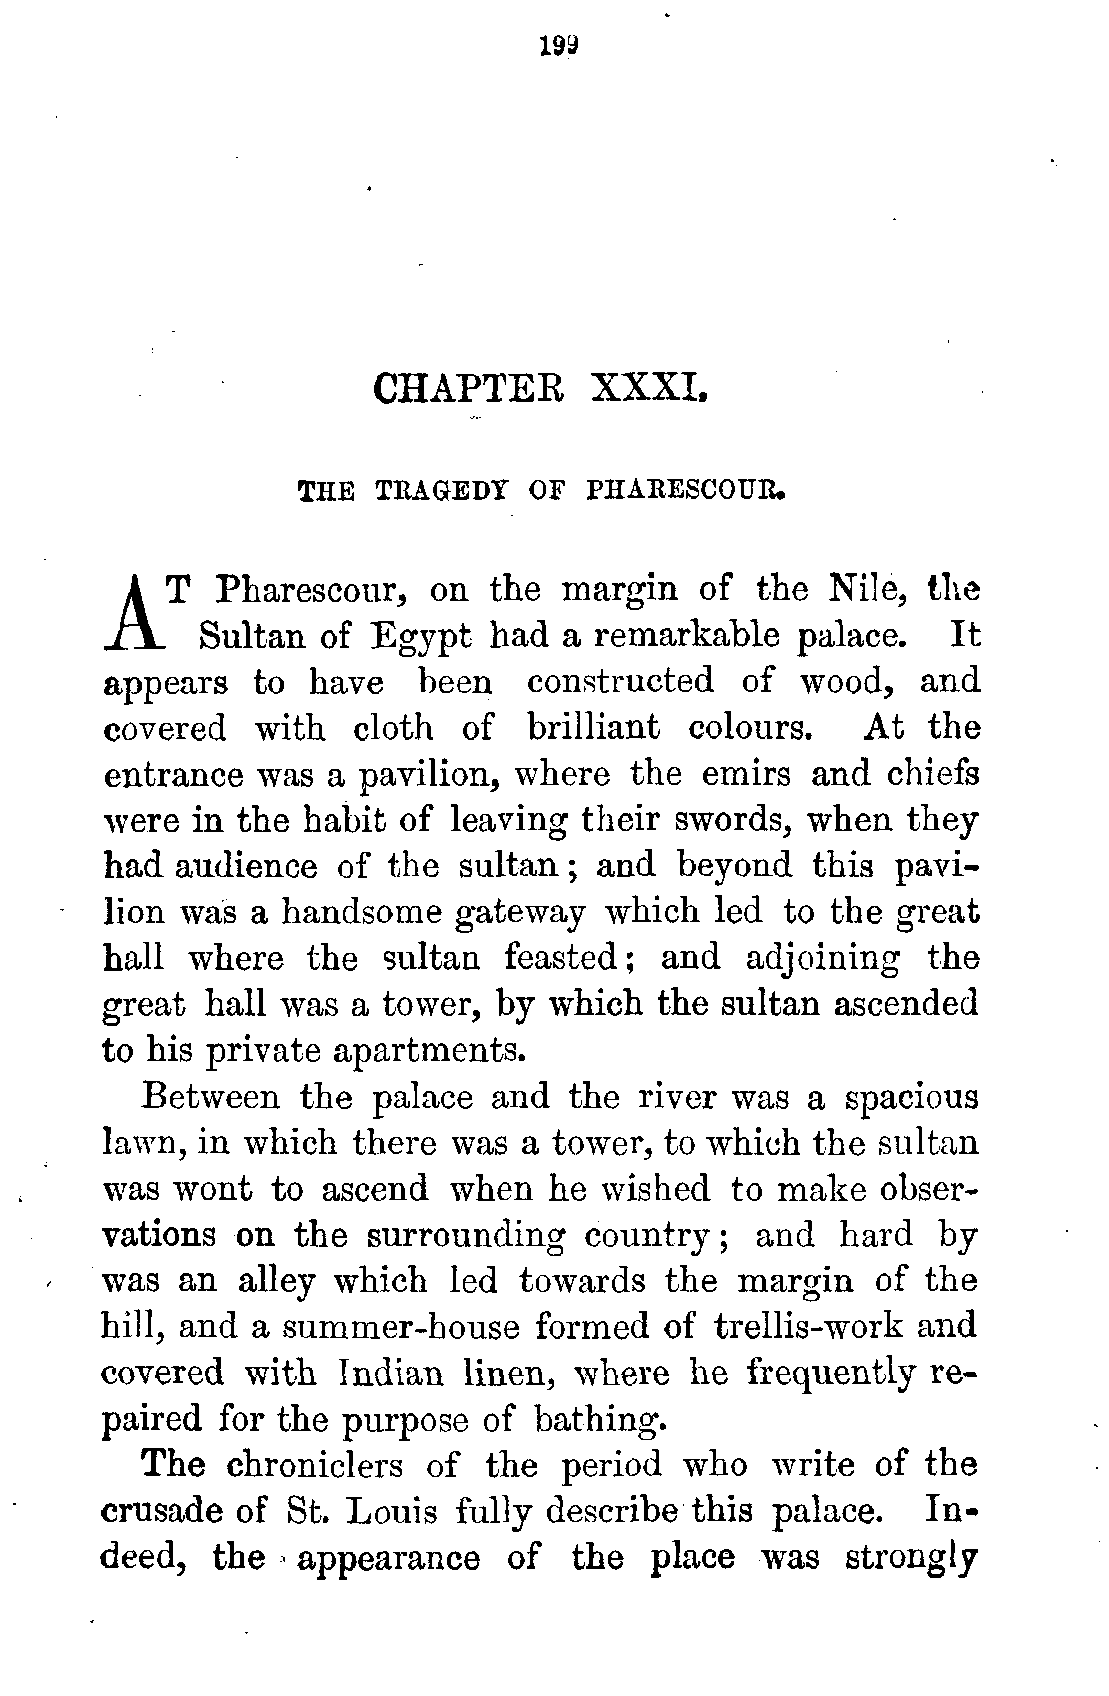 199
CHAPTER XXXI.
THE TRAGEDY OF PHARESCOUR.
AT Pharescour, on the margin of the Nile, the
Sultan of Egypt had a remarkable palace. It
appears to have been constructed of wood, and
covered with cloth of brilliant colours. At the
entrance was a pavilion, where the emirs and chiefs
were in the habit of leaving their swords, when they
had audience of the sultan; and beyond this pavi-
lion was a handsome gateway which led to the great
hall where the sultan feasted; and adjoining the
great hall was a tower, by which the sultan ascended
to his private apartments.
Between the palace and the river was a spacious
lawn, in which there was a tower, to which the sultan
was wont to ascend when he wished to make obser-
vations on the surrounding country; and hard by
was an alley which led towards the margin of the
hill, and a summer-house formed of trellis-work and
covered with Indian linen, where he frequently re-
paired for the purpose of bathing.
The chroniclers of the period who write of the
crusade of St. Louis fully describe this palace. In-
deed, the appearance of the place was strongly